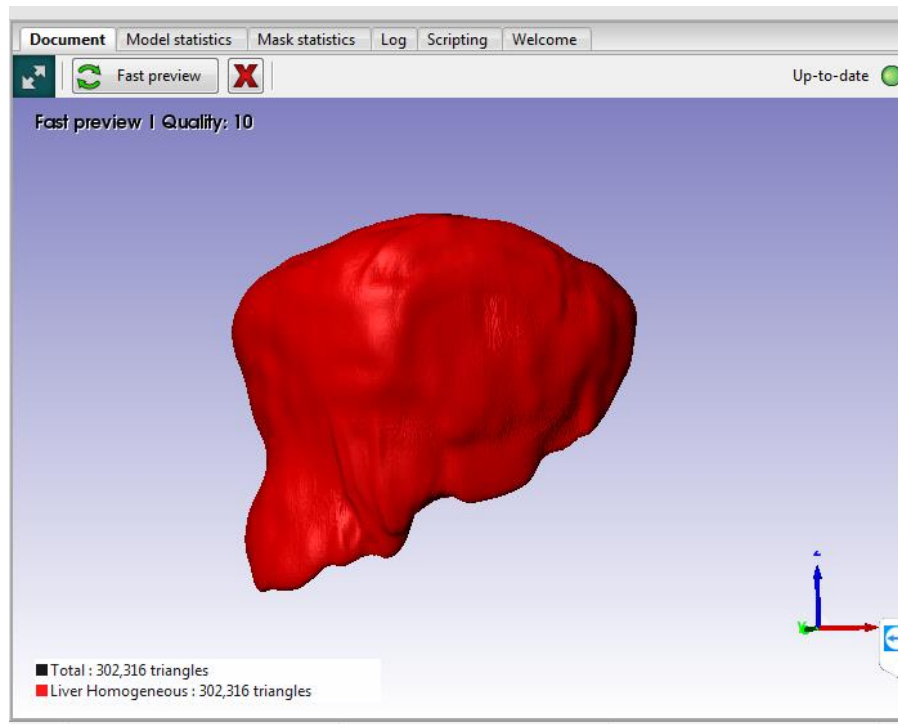 Document Model statistics Mask statistics Log Scripting Welcome
Fast preview Up-to-date
Fast preview | Quality: 10
Z
Y
Total : 302,316 triangles
Liver Homogeneous : 302,316 triangles